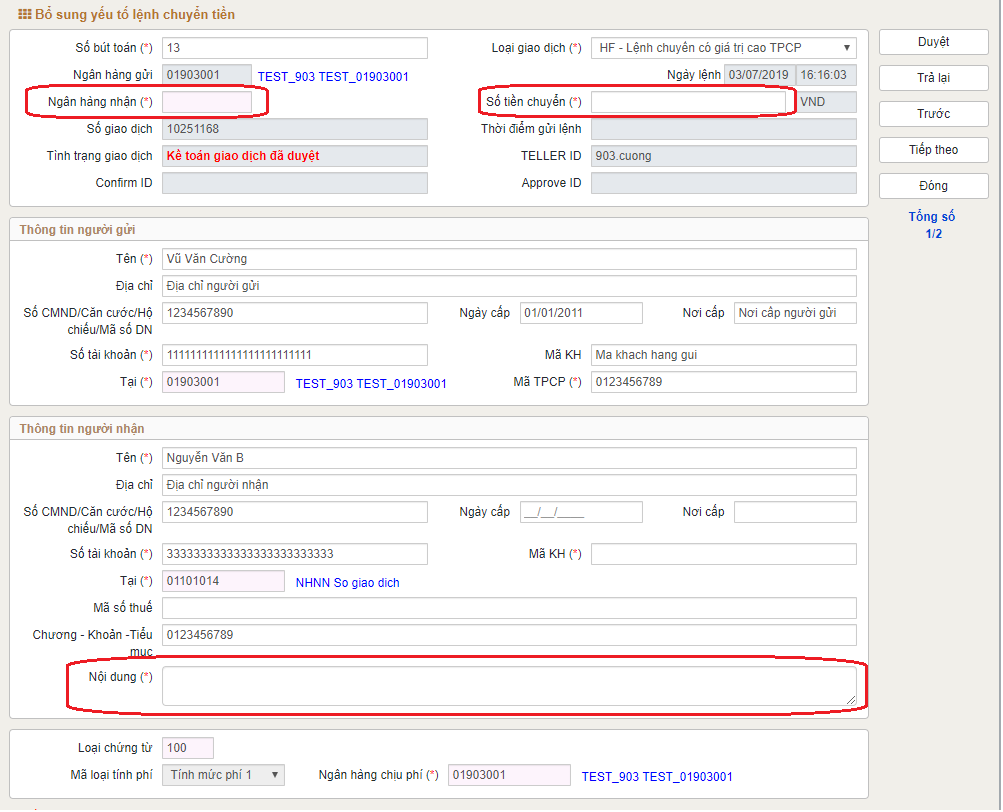 Bổ sung yếu tố lệnh chuyển tiền
Số bút toán (*) 13 Loại giao dịch (*) HF - Lệnh chuyển có giá trị cao TPCP Duyệt
Ngân hàng gửi 01903001 TEST_903 TEST_01903001 Ngày lệnh 03/07/2019 16:16:03 Trả lại
Ngân hàng nhận (*) Số tiền chuyển (*) VND Trước
Số giao dịch 10251168 Thời điểm gửi lệnh
Tình trạng giao dịch Kế toán giao dịch đã duyệt TELLER ID 903.cuong Tiếp theo
Confirm ID Approve ID Đóng
Tổng số
1/2
Thông tin người gửi
Tên (*) Vũ Văn Cường
Địa chỉ Địa chỉ người gửi
Số CMND/Căn cước/Hộ chiếu/Mã số DN 1234567890 Ngày cấp 01/01/2011 Nơi cấp Nơi cấp người gửi
Số tài khoản (*) Mã KH Ma khach hang gui
Tại (*) 01903001 TEST_903 TEST_01903001 Mã TPCP (*) 0123456789
Thông tin người nhận
Tên (*) Nguyễn Văn B
Địa chỉ Địa chỉ người nhận
Số CMND/Căn cước/Hộ chiếu/Mã số DN 1234567890 Ngày cấp __/__/____ Nơi cấp
Số tài khoản (*) Mã KH (*)
Tại (*) 01101014 NHNN So giao dich
Mã số thuế
Chương - Khoản -Tiểu mục 0123456789
Nội dung (*)
Loại chứng từ 100
Mã loại tính phí Tính mức phí 1 Ngân hàng chịu phí (*) 01903001 TEST_903 TEST_01903001